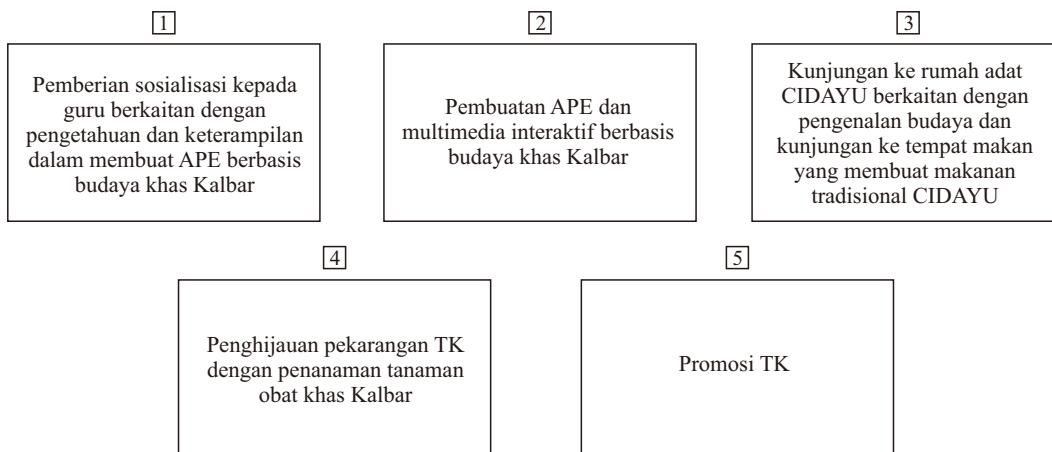 1
Pemberian sosialisasi kepada
guru berkaitan dengan
pengetahuan dan keterampilan
dalam membuat APE berbasis
budaya khas Kalbar
2
Pembuatan APE dan
multimedia interaktif berbasis
budaya khas Kalbar
3
Kunjungan ke rumah adat
CIDAYU berkaitan dengan
pengenalan budaya dan
kunjungan ke tempat makan
yang membuat makanan
tradisional CIDAYU
4
Penghijauan pekarangan TK
dengan penanaman tanaman
obat khas Kalbar
5
Promosi TK